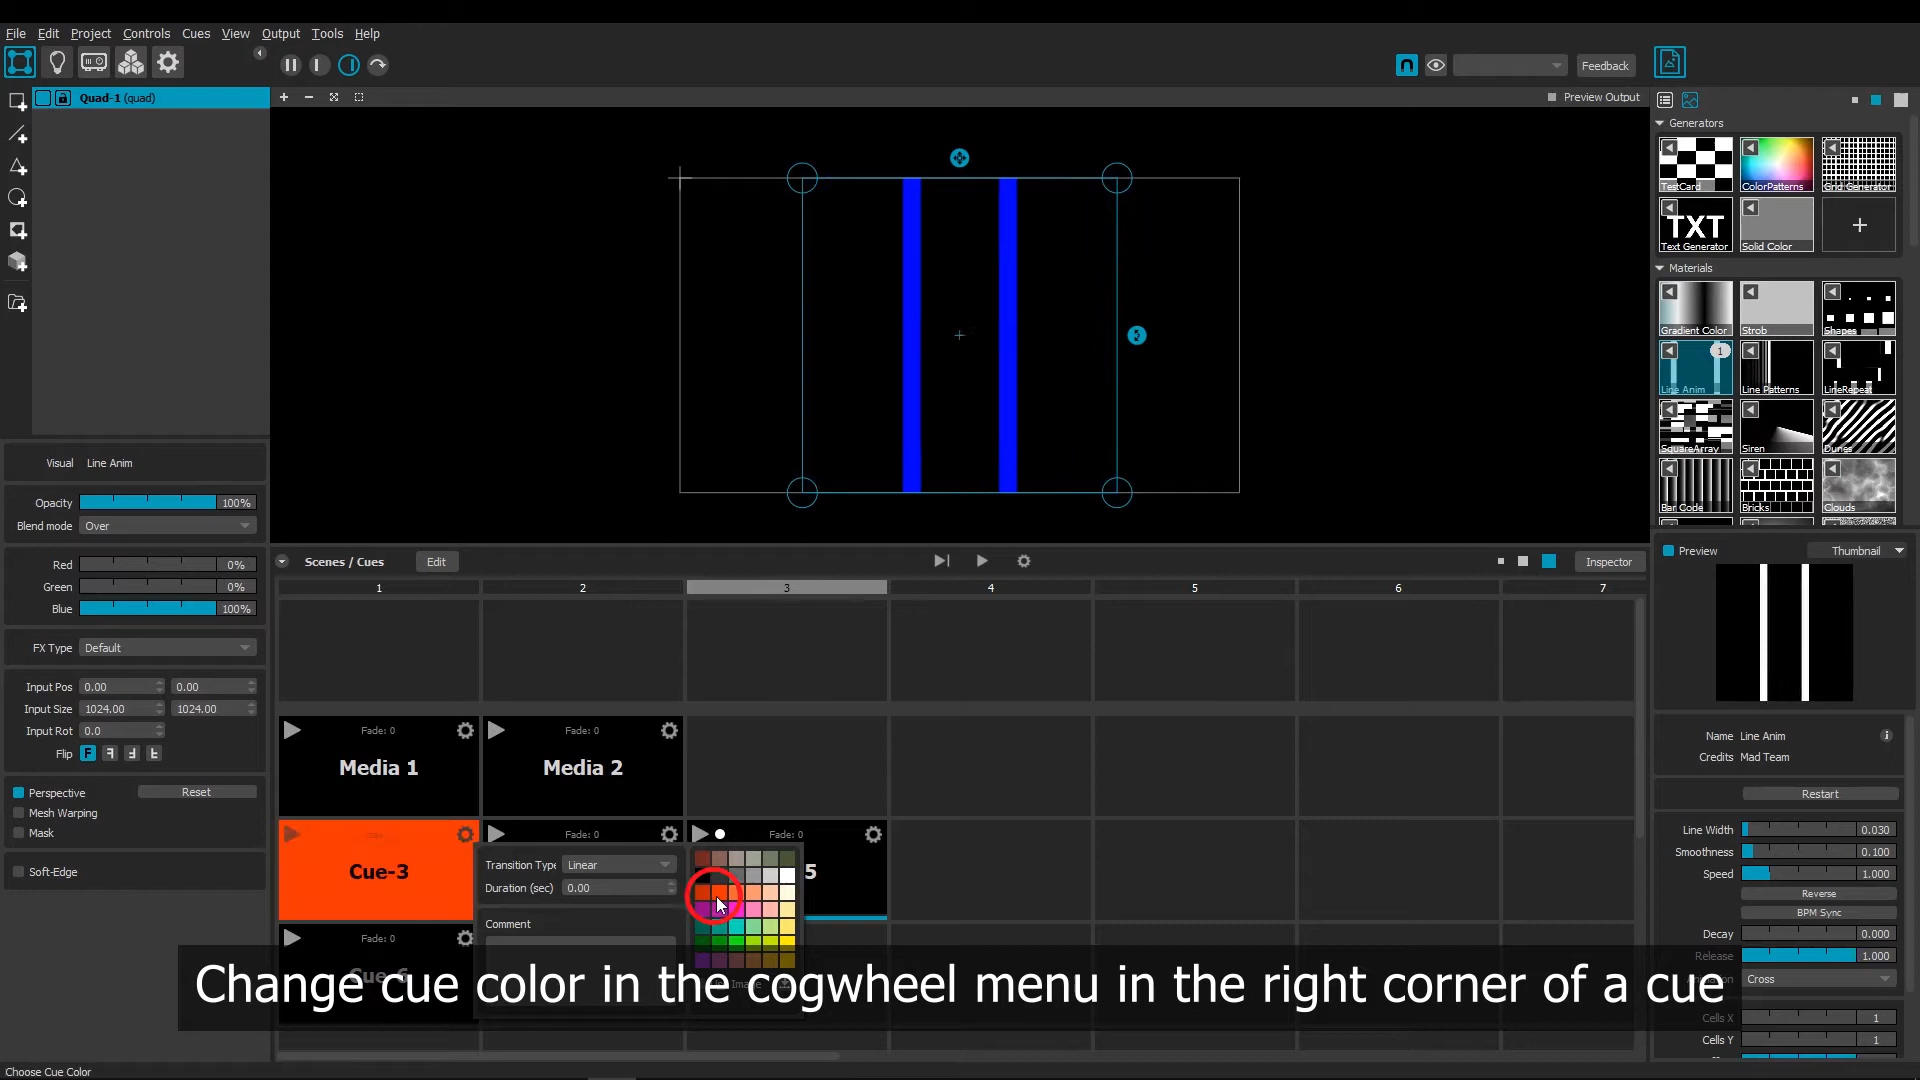 File Edit Project Controls Cues View Output Tools Help
Feedback
Quad-1 (quad)
Preview Output
Generators
TestCard ColorPatterns Grid Generator
TXT
Text Generator Solid Color
Materials
Gradient Color Strob Shapes
1
Line Anim Line Patterns LineRepeat
SquareArray Siren Dunes
Bar Code Bricks Clouds
Visual Line Anim
Opacity 100%
Blend mode Over
Red 0%
Green 0%
Blue 100%
FX Type Default
Input Pos 0.00 0.00
Input Size 1024.00 1024.00
Input Rot 0.0
Flip
Perspective Reset
Mesh Warping
Mask
Soft-Edge
Scenes / Cues Edit Inspector
1 2 3 4 5 6 7
Fade: 0 Fade: 0
Media 1 Media 2
Fade: 0 Fade: 0
Cue-3 5
Transition Type Linear
Duration (sec) 0.00
Comment
Fade: 0
Cue-6
Image
Preview Thumbnail
Name Line Anim
Credits Mad Team
Restart
Line Width 0.030
Smoothness 0.100
Speed 1.000
Reverse
BPM Sync
Decay 0.000
Release 1.000
Cross
Cells X 1
Cells Y 1
Change cue color in the cogwheel menu in the right corner of a cue
Choose Cue Color